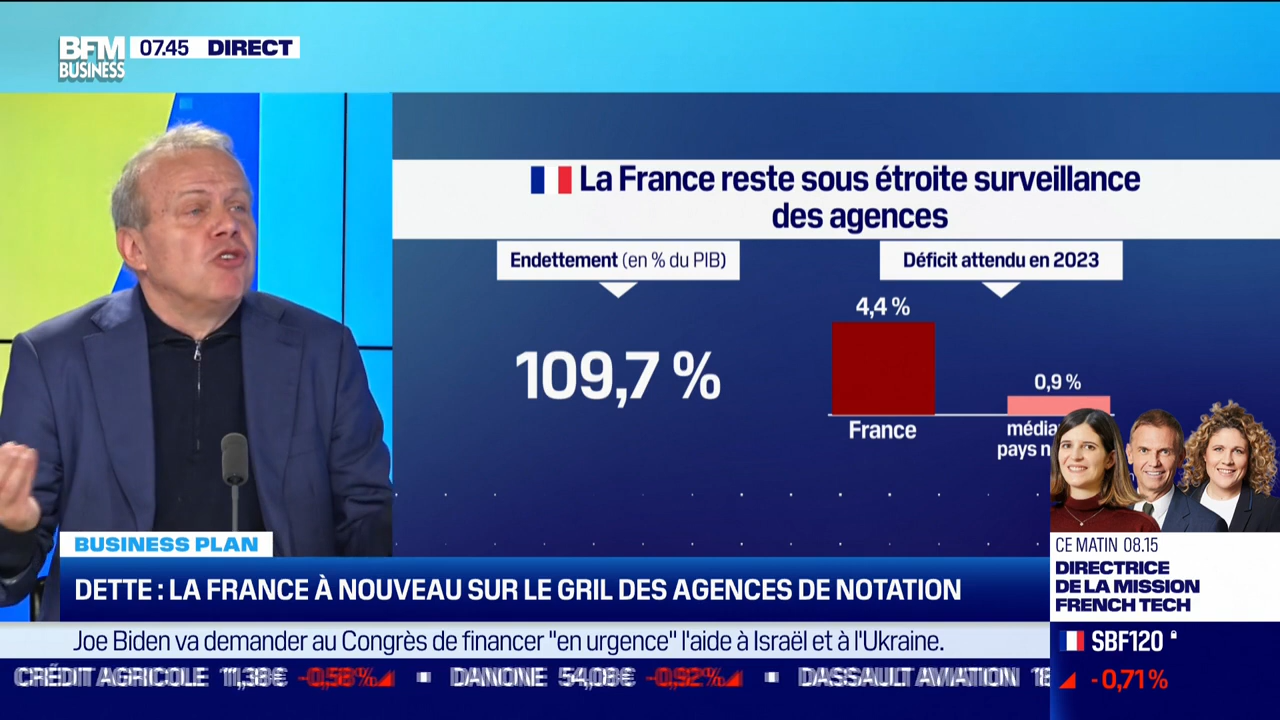 BFM
BUSINESS
07.45 DIRECT
La France reste sous étroite surveillance
des agences
Endettement (en % du PIB)
109,7 %
Déficit attendu en 2023
4,4 %
France
0,9 %
pays
CE MATIN 08.15
DIRECTRICE
DE LA MISSION
FRENCH TECH
BUSINESS PLAN
DETTE : LA FRANCE À NOUVEAU SUR LE GRIL DES AGENCES DE NOTATION
Joe Biden va demander au Congrès de financer "en urgence" l'aide à Israël et à l'Ukraine.
SBF120
-0,71%
CRÉDIT AGRICOLE 11,38€ -0,58% DANONE 54,08€ -0,92% DASSAULT AVIATION